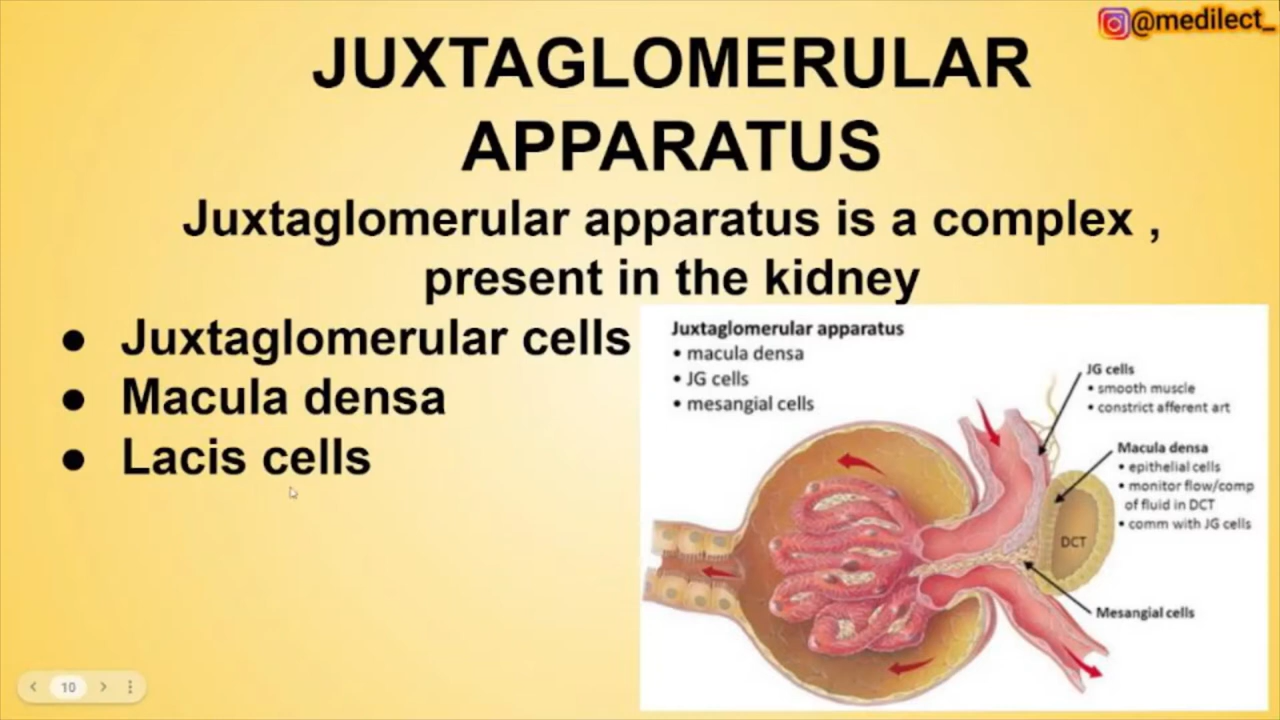 @medilect_
JUXTAGLOMERULAR
APPARATUS
Juxtaglomerular apparatus is a complex ,
present in the kidney
● Juxtaglomerular cells
● Macula densa
● Lacis cells
Juxtaglomerular apparatus
• macula densa
• JG cells
• mesangial cells
JG cells
• smooth muscle
• constrict afferent art
Macula densa
• epithelial cells
• monitor flow/comp
of fluid in DCT
• comm with JG cells
DCT
Mesangial cells
10